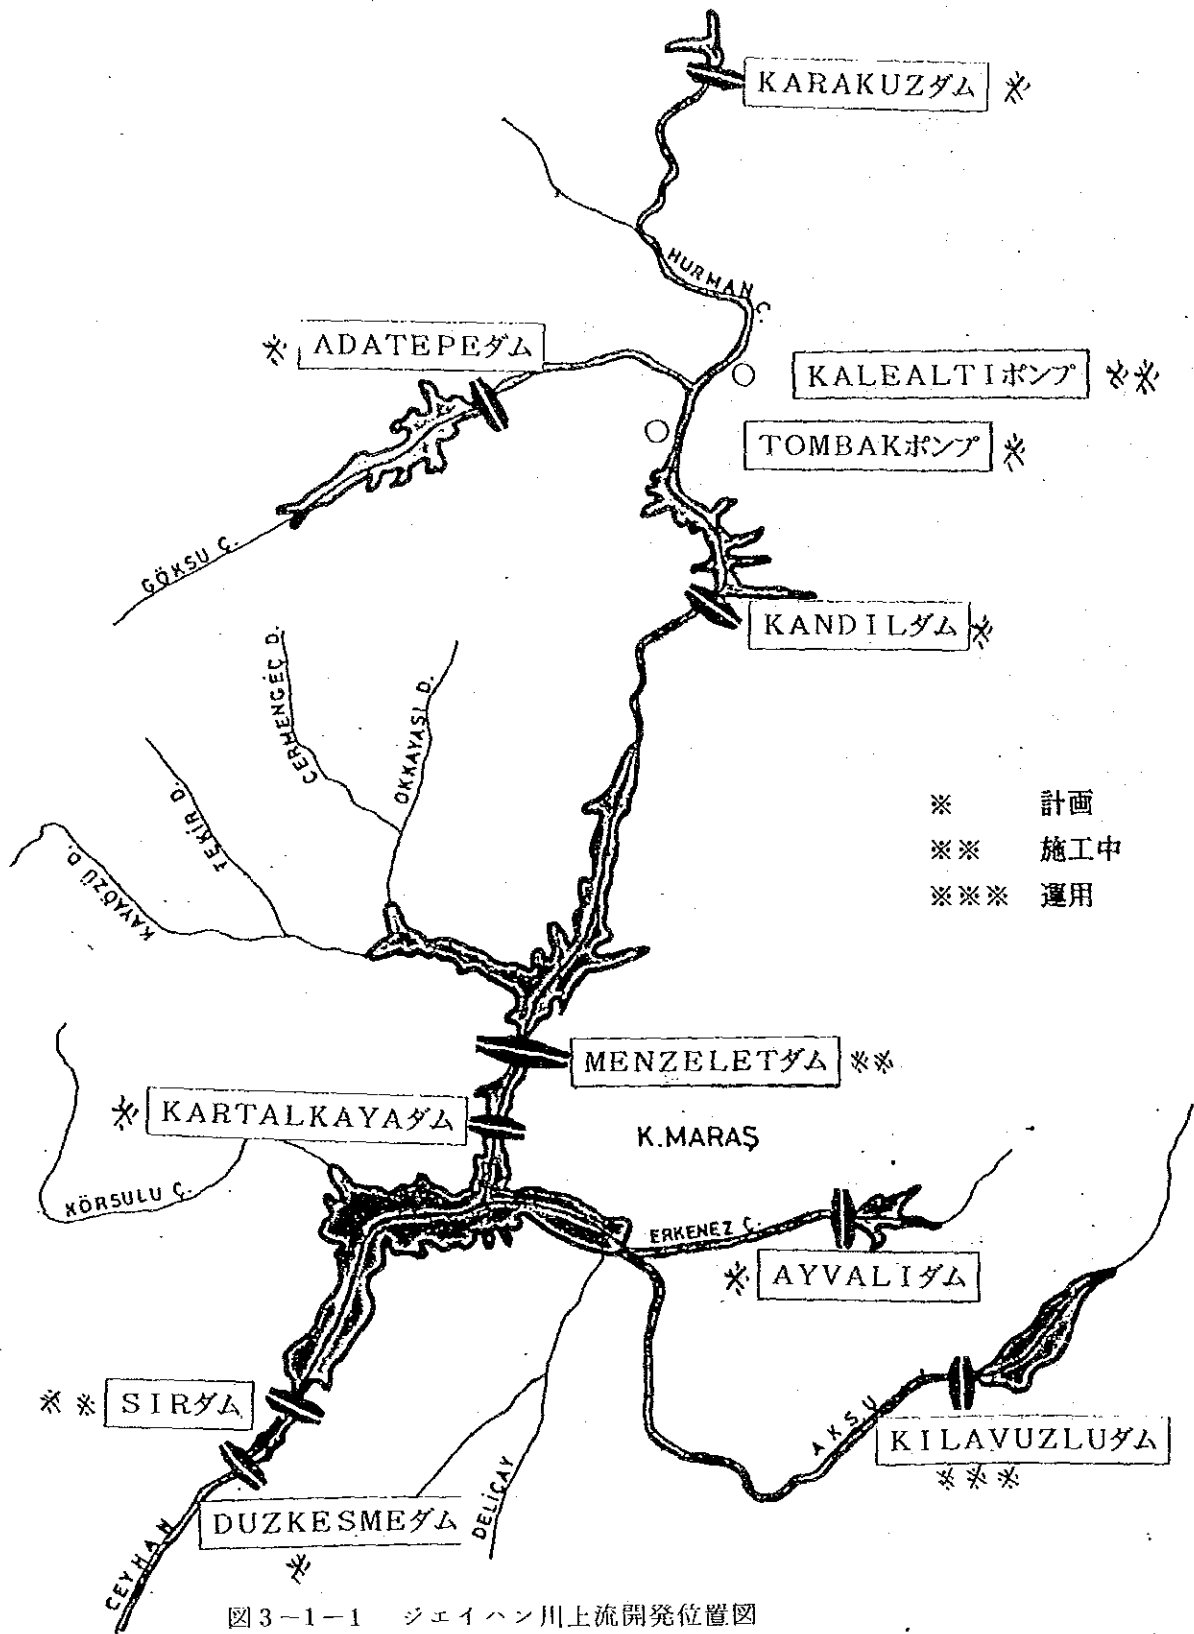 KARAKUZダム ※
HURMAN Ç.
※ ADATEPEダム
KALEALTIポンプ ※※
TOMBAKポンプ ※
GÖKSU Ç.
KANDILダム ※
CERMENGEÇ D.
OKKAYASI D.
TEKİR D.
KAYAÖZÜ D.
※ 計画
※※ 施工中
※※※ 運用
MENZELETダム ※※
※ KARTALKAYAダム
K.MARAŞ
KÖRSULU Ç.
ERKENEZ Ç.
※ AYVALIダム
※※ SIRダム
AKSU
KILAVUZLUダム
※※※
DELİÇAY
DUZKESMEダム
※
CEYHAN
図3-1-1 ジエイハン川上流開発位置図